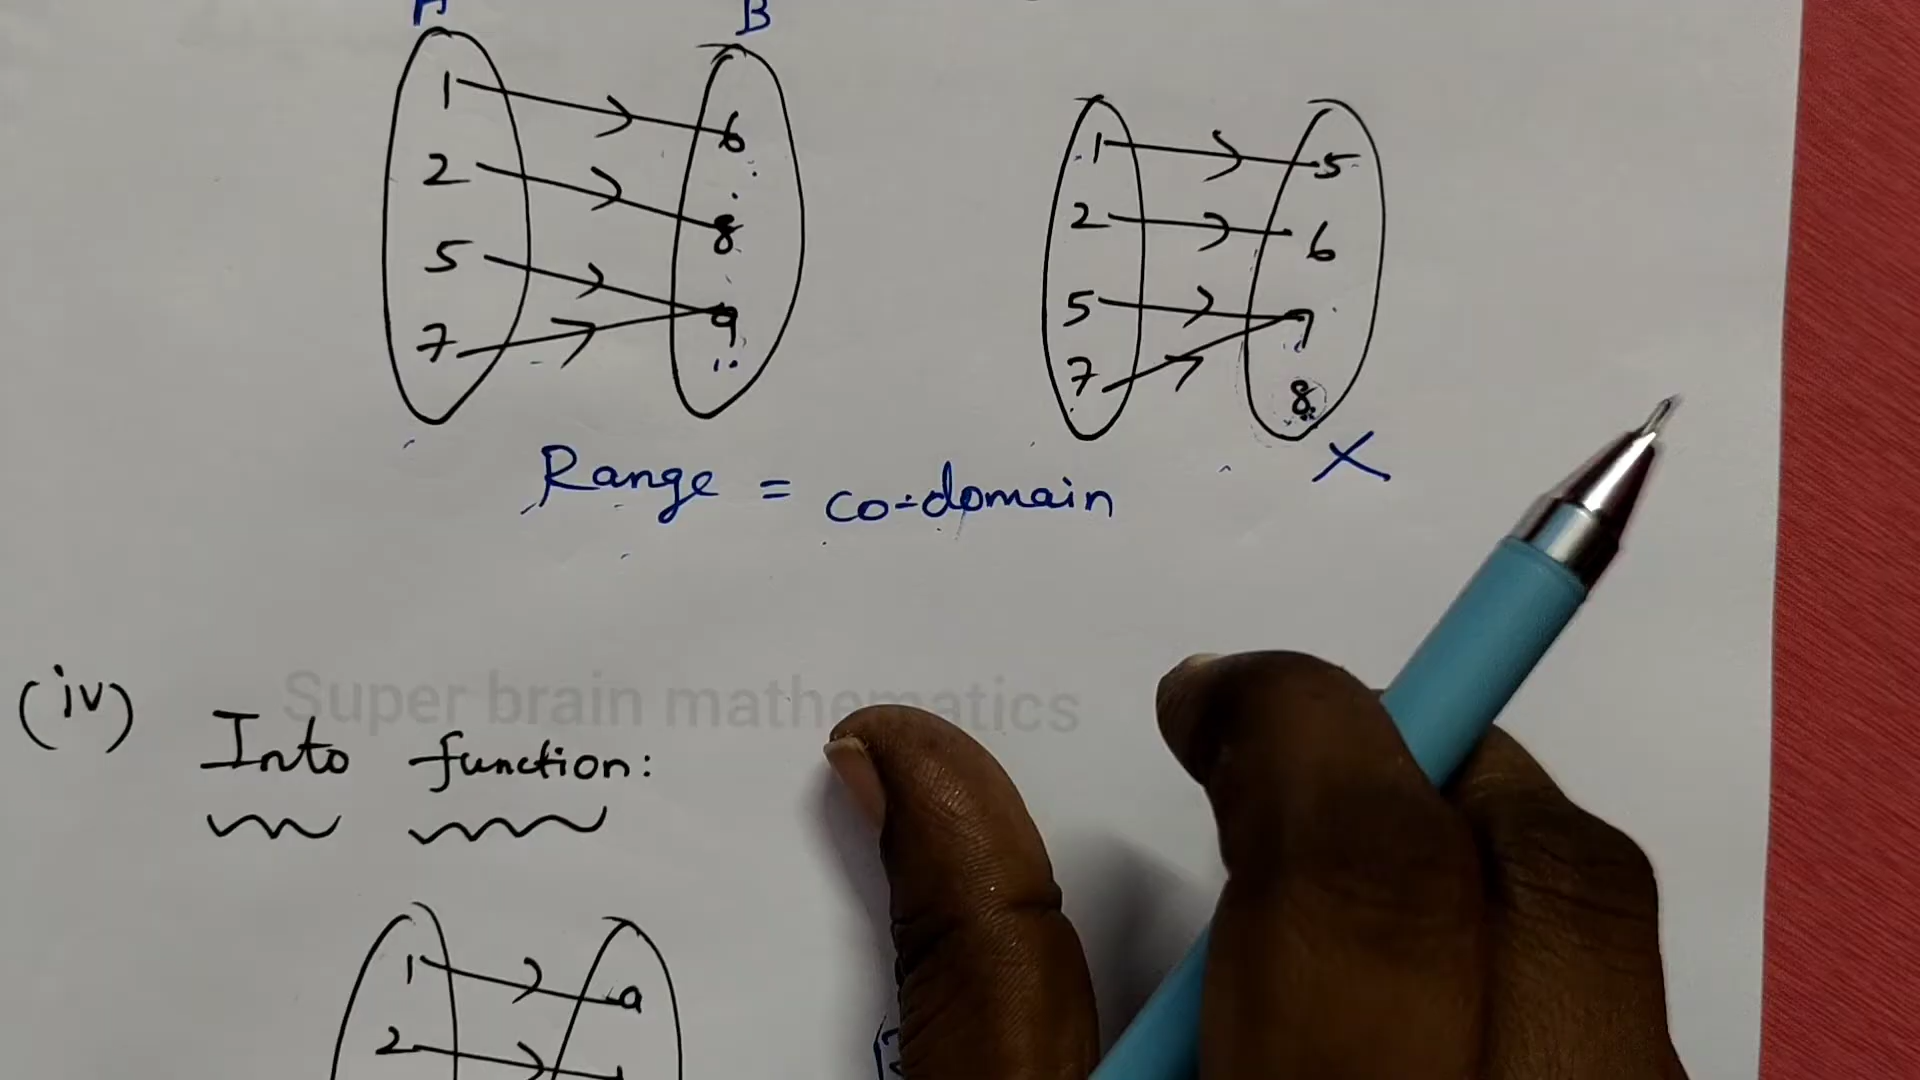 A B
1 6
2 8
5 9
7
1 5
2 6
5 7
7 8
X
Range = co-domain
Super brain mathematics
(iv) Into function:
1 a
2